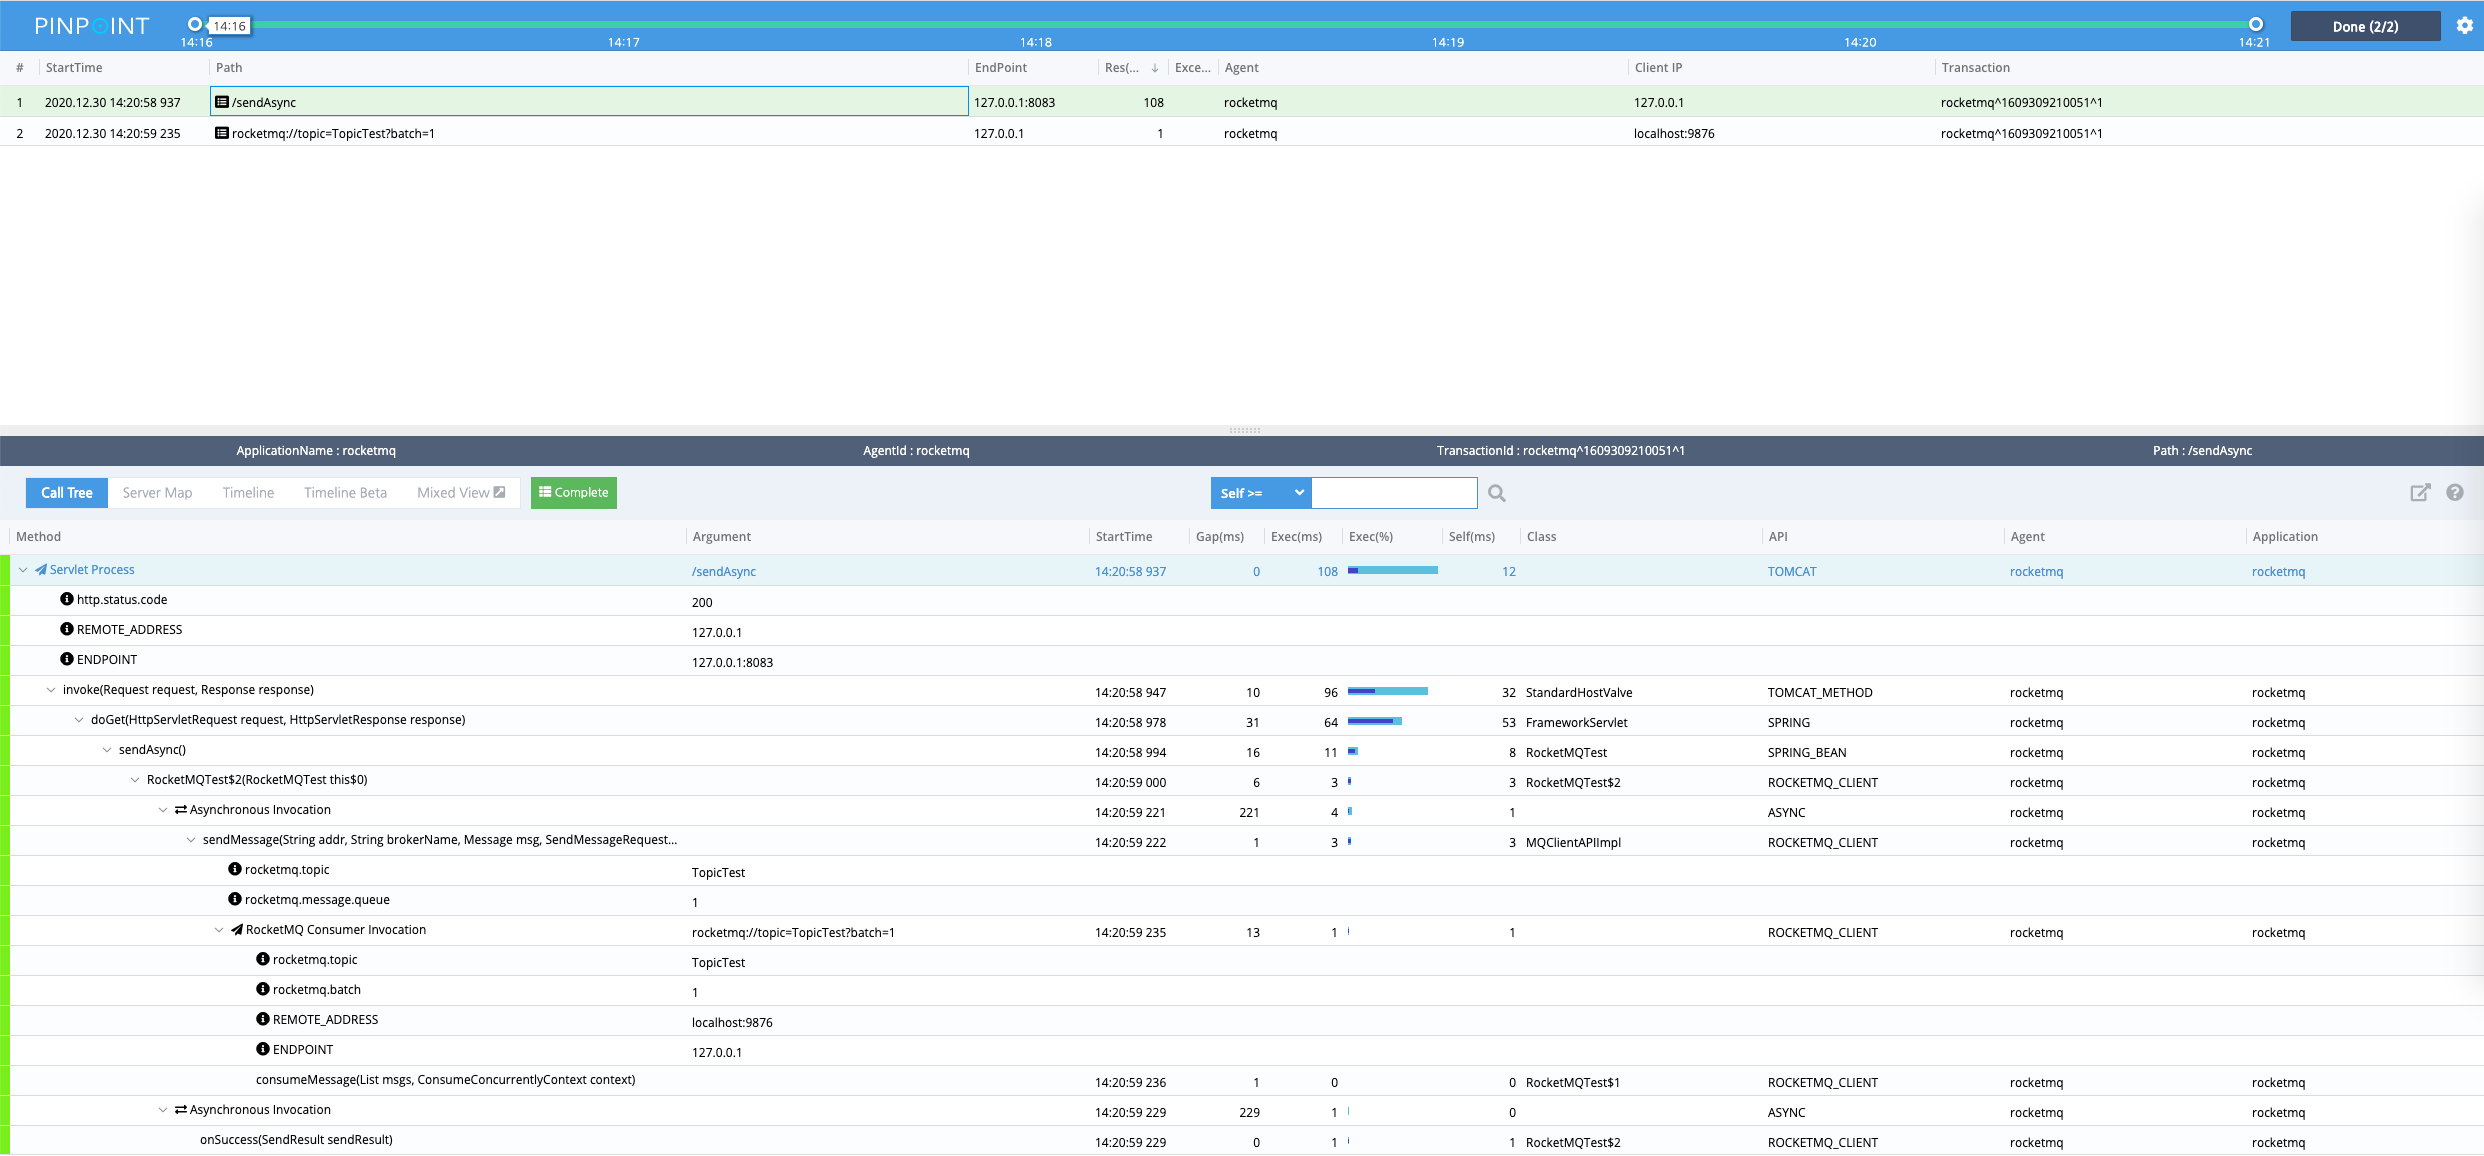 PINPOINT
14:16
14:16 14:17 14:18 14:19 14:20 14:21
Done (2/2)
# StartTime Path EndPoint Res(... Exce... Agent Client IP Transaction
1 2020.12.30 14:20:58 937 /sendAsync 127.0.0.1:8083 108 rocketmq 127.0.0.1 rocketmq^1609309210051^1
2 2020.12.30 14:20:59 235 rocketmq://topic=TopicTest?batch=1 127.0.0.1 1 rocketmq localhost:9876 rocketmq^1609309210051^1
ApplicationName : rocketmq AgentId : rocketmq TransactionId : rocketmq^1609309210051^1 Path : /sendAsync
Call Tree Server Map Timeline Timeline Beta Mixed View Complete Self >=
Method Argument StartTime Gap(ms) Exec(ms) Exec(%) Self(ms) Class API Agent Application
Servlet Process /sendAsync 14:20:58 937 0 108 12 TOMCAT rocketmq rocketmq
http.status.code 200
REMOTE_ADDRESS 127.0.0.1
ENDPOINT 127.0.0.1:8083
invoke(Request request, Response response) 14:20:58 947 10 96 32 StandardHostValve TOMCAT_METHOD rocketmq rocketmq
doGet(HttpServletRequest request, HttpServletResponse response) 14:20:58 978 31 64 53 FrameworkServlet SPRING rocketmq rocketmq
sendAsync() 14:20:58 994 16 11 8 RocketMQTest SPRING_BEAN rocketmq rocketmq
RocketMQTest$2(RocketMQTest this$0) 14:20:59 000 6 3 3 RocketMQTest$2 ROCKETMQ_CLIENT rocketmq rocketmq
Asynchronous Invocation 14:20:59 221 221 4 1 ASYNC rocketmq rocketmq
sendMessage(String addr, String brokerName, Message msg, SendMessageRequest... 14:20:59 222 1 3 3 MQClientAPIImpl ROCKETMQ_CLIENT rocketmq rocketmq
rocketmq.topic TopicTest
rocketmq.message.queue 1
RocketMQ Consumer Invocation rocketmq://topic=TopicTest?batch=1 14:20:59 235 13 1 1 ROCKETMQ_CLIENT rocketmq rocketmq
rocketmq.topic TopicTest
rocketmq.batch 1
REMOTE_ADDRESS localhost:9876
ENDPOINT 127.0.0.1
consumeMessage(List msgs, ConsumeConcurrentlyContext context) 14:20:59 236 1 0 0 RocketMQTest$1 ROCKETMQ_CLIENT rocketmq rocketmq
Asynchronous Invocation 14:20:59 229 229 1 0 ASYNC rocketmq rocketmq
onSuccess(SendResult sendResult) 14:20:59 229 0 1 1 RocketMQTest$2 ROCKETMQ_CLIENT rocketmq rocketmq